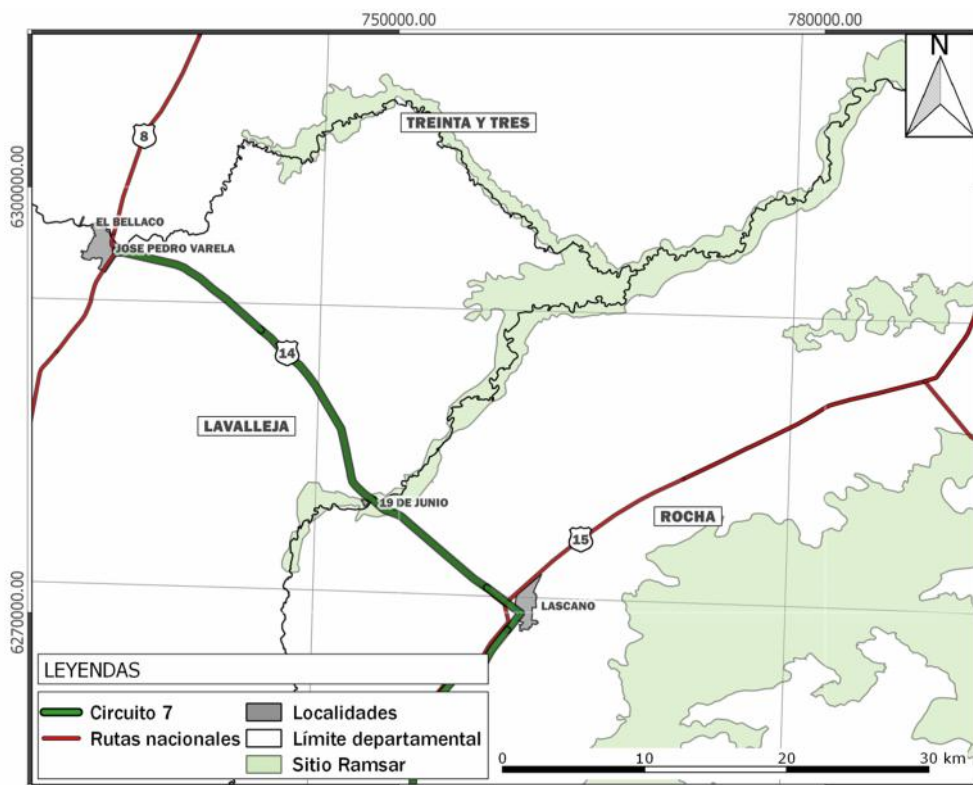 750000.00
780000.00
N
TREINTA Y TRES
8
6300000.00
EL BELLACO
JOSE PEDRO VARELA
14
LAVALLEJA
19 DE JUNIO
ROCHA
15
LASCANO
6270000.00
LEYENDAS
Circuito 7
Localidades
Rutas nacionales
Límite departamental
Sitio Ramsar
0
10
20
30 km